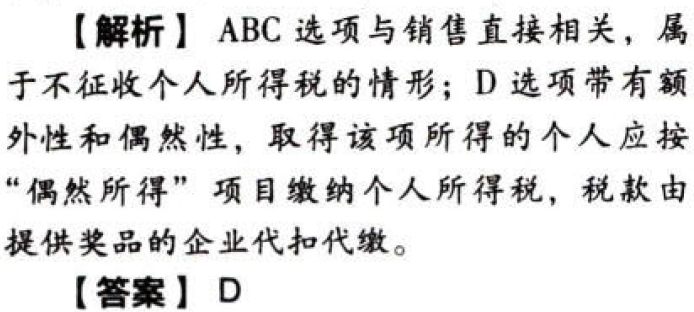 【解析】 ABC 选项与销售直接相关，属
于不征收个人所得税的情形；D 选项带有额
外性和偶然性，取得该项所得的个人应按
“偶然所得”项目缴纳个人所得税，税款由
提供奖品的企业代扣代缴。
【答案】 D